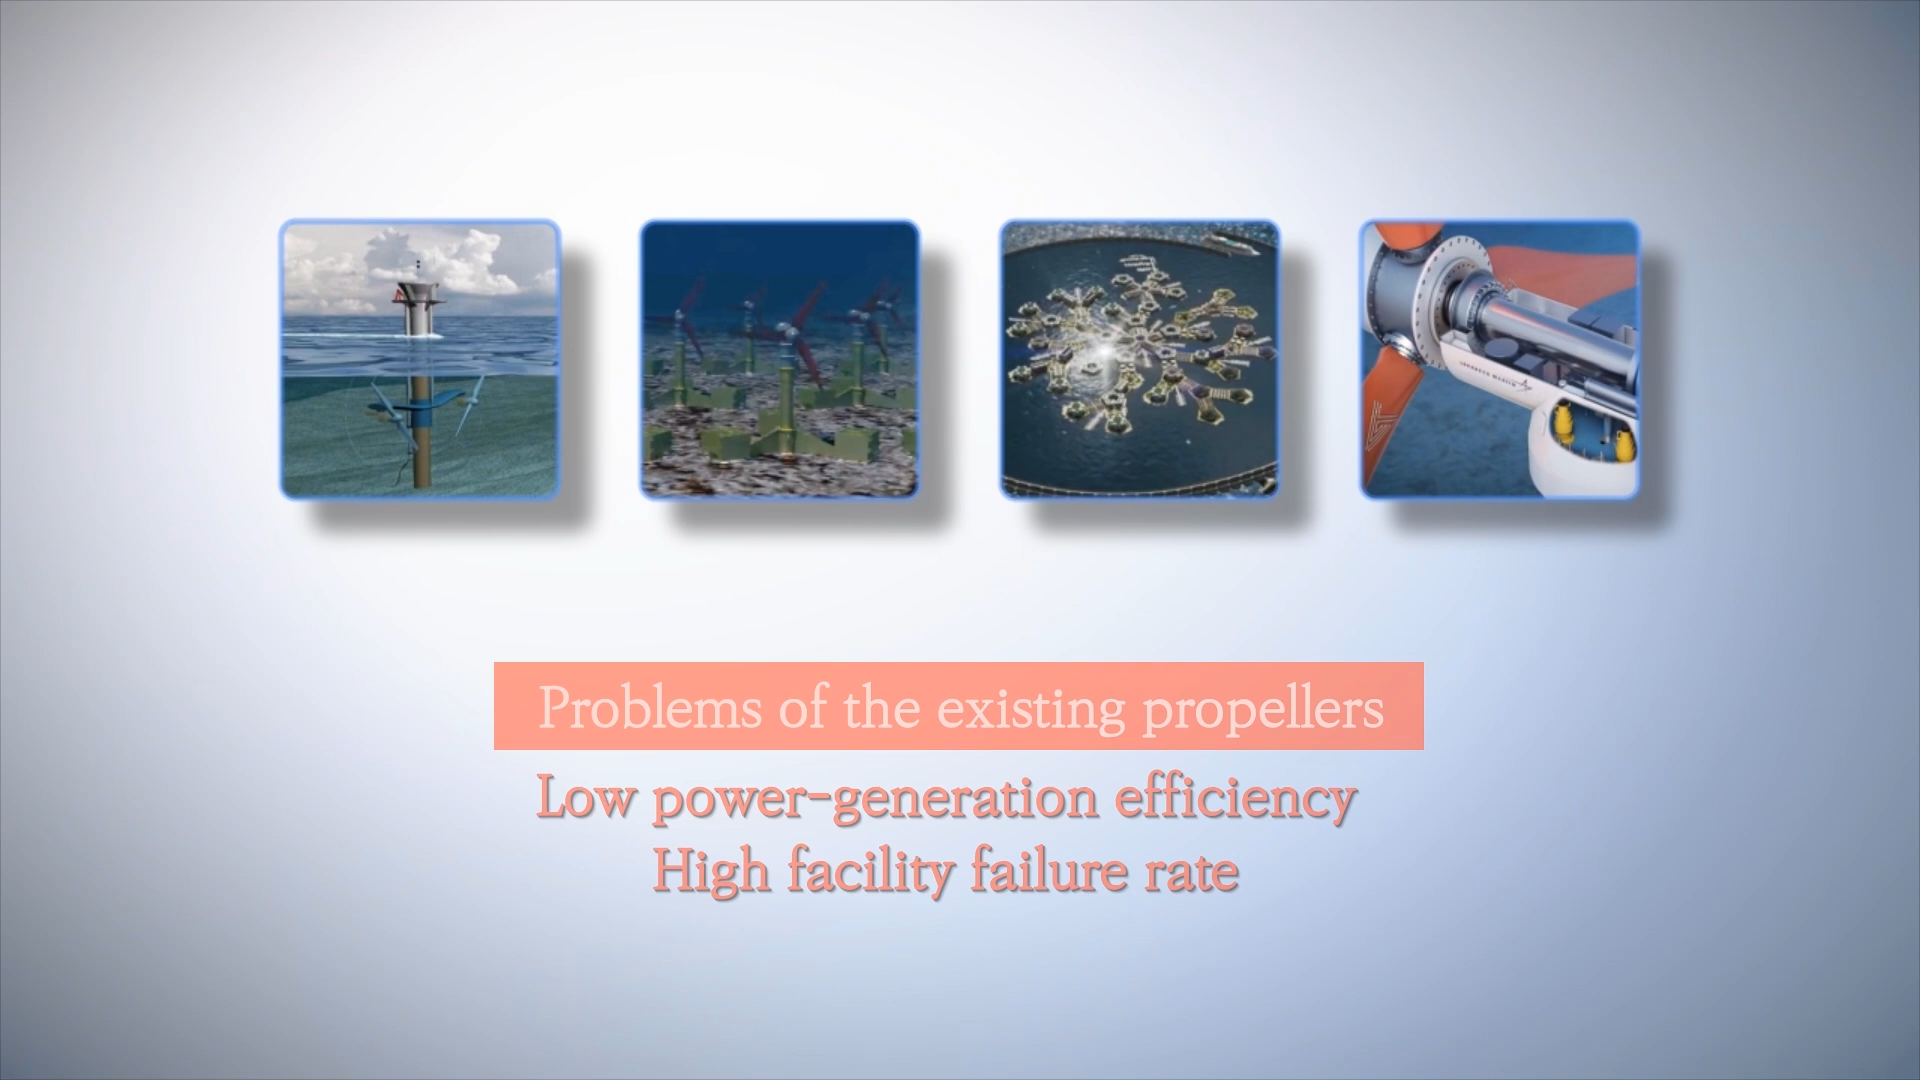 Problems of the existing propellers
Low power-generation efficiency
High facility failure rate